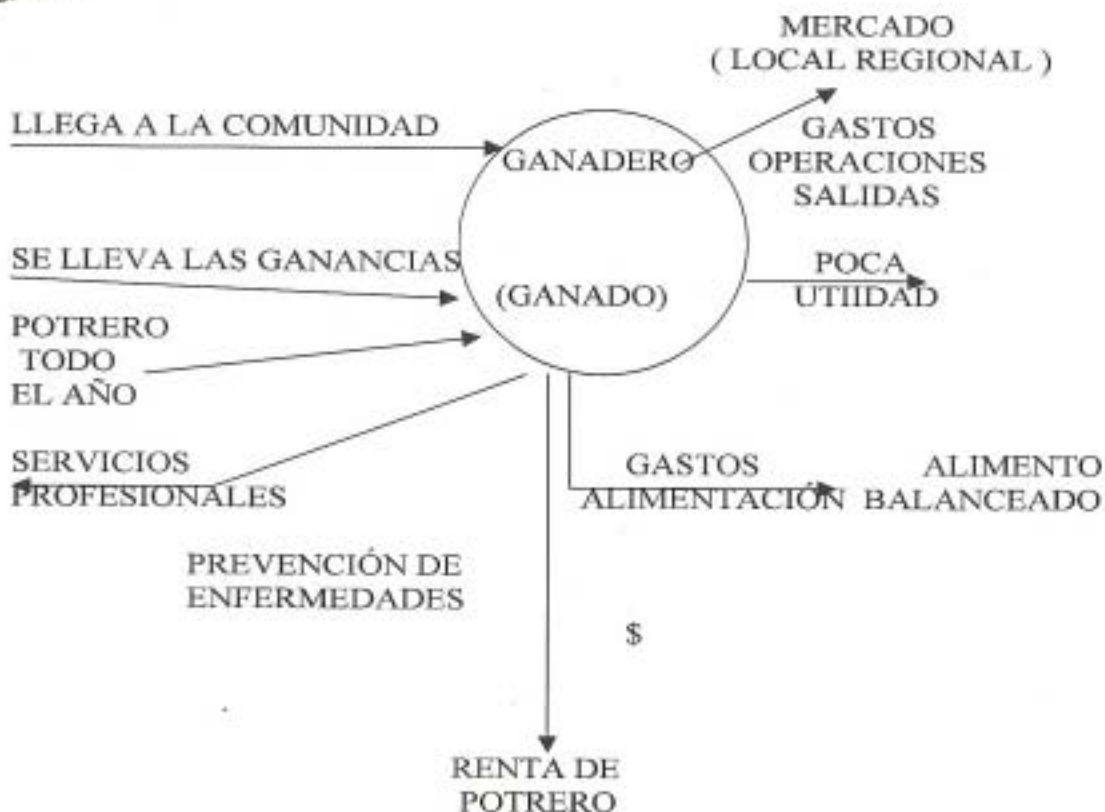 MERCADO
( LOCAL REGIONAL )
LLEGA A LA COMUNIDAD
GANADERO
GASTOS
OPERACIONES
SALIDAS
SE LLEVA LAS GANANCIAS
(GANADO)
POCA
UTIIDAD
POTRERO
TODO
EL AÑO
SERVICIOS
PROFESIONALES
GASTOS
ALIMENTACIÓN
ALIMENTO
BALANCEADO
PREVENCIÓN DE
ENFERMEDADES
$
RENTA DE
POTRERO